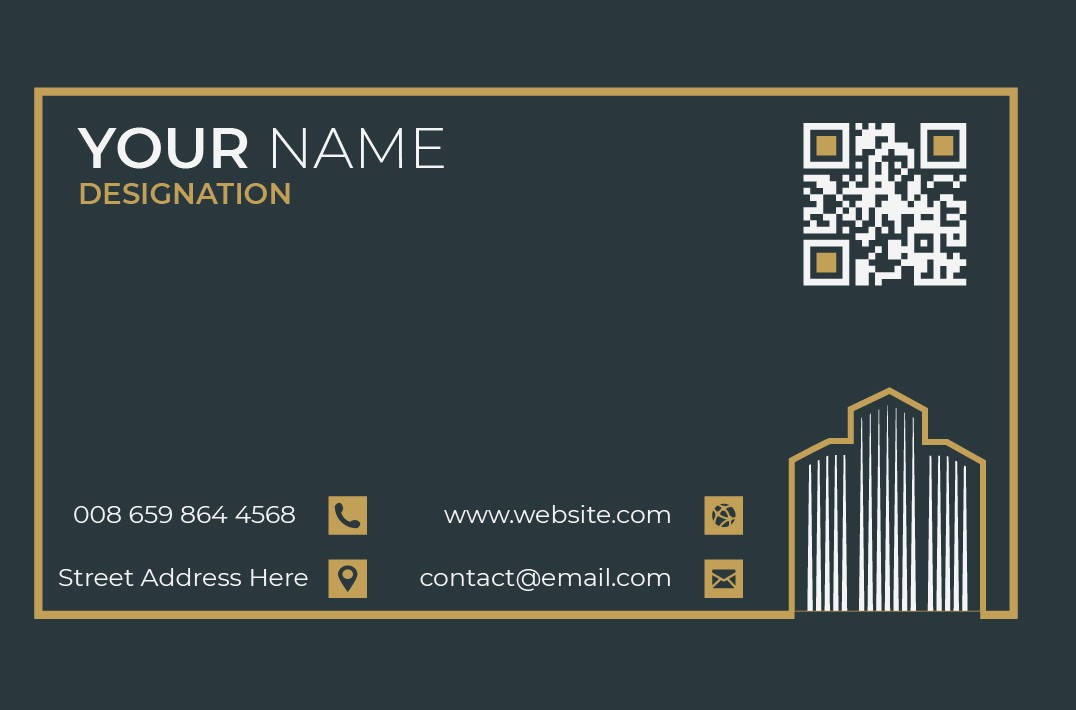 YOUR NAME
DESIGNATION
008 659 864 4568
www.website.com
Street Address Here
contact@email.com